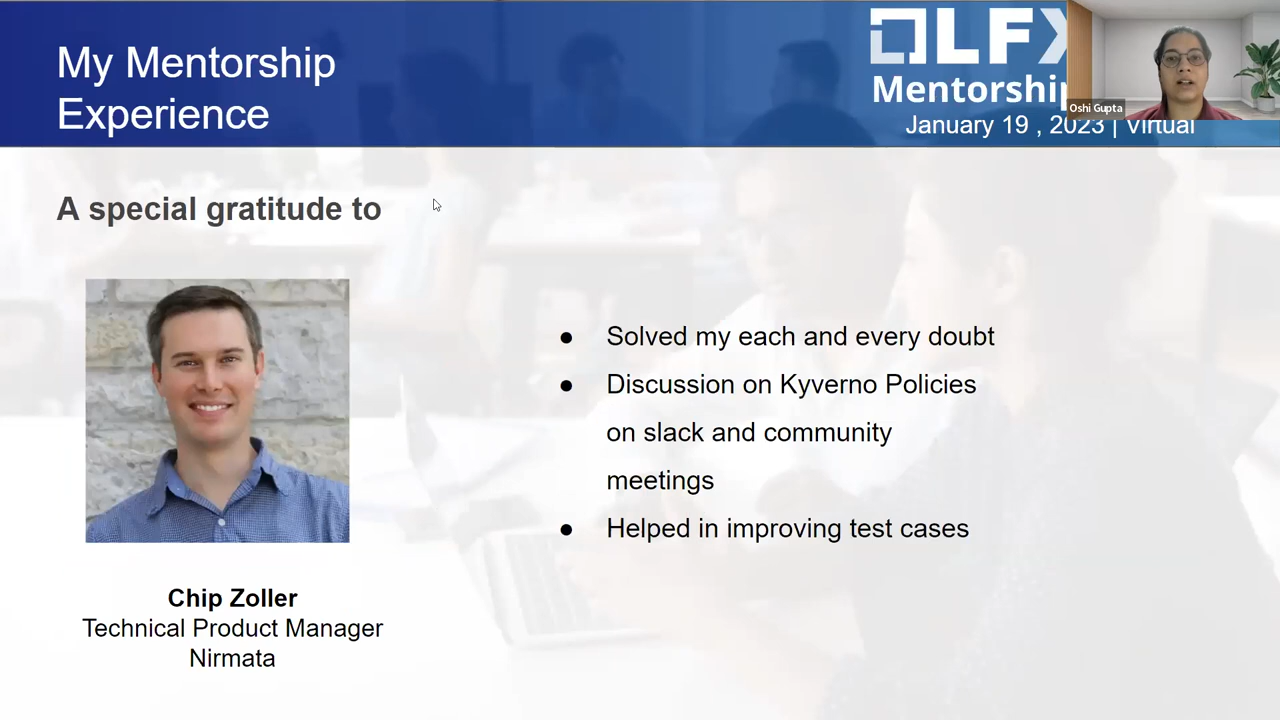 My Mentorship
Experience
LFX
Mentorship
January 19 , 2023 | Virtual
Oshi Gupta
A special gratitude to
● Solved my each and every doubt
● Discussion on Kyverno Policies
on slack and community
meetings
● Helped in improving test cases
Chip Zoller
Technical Product Manager
Nirmata